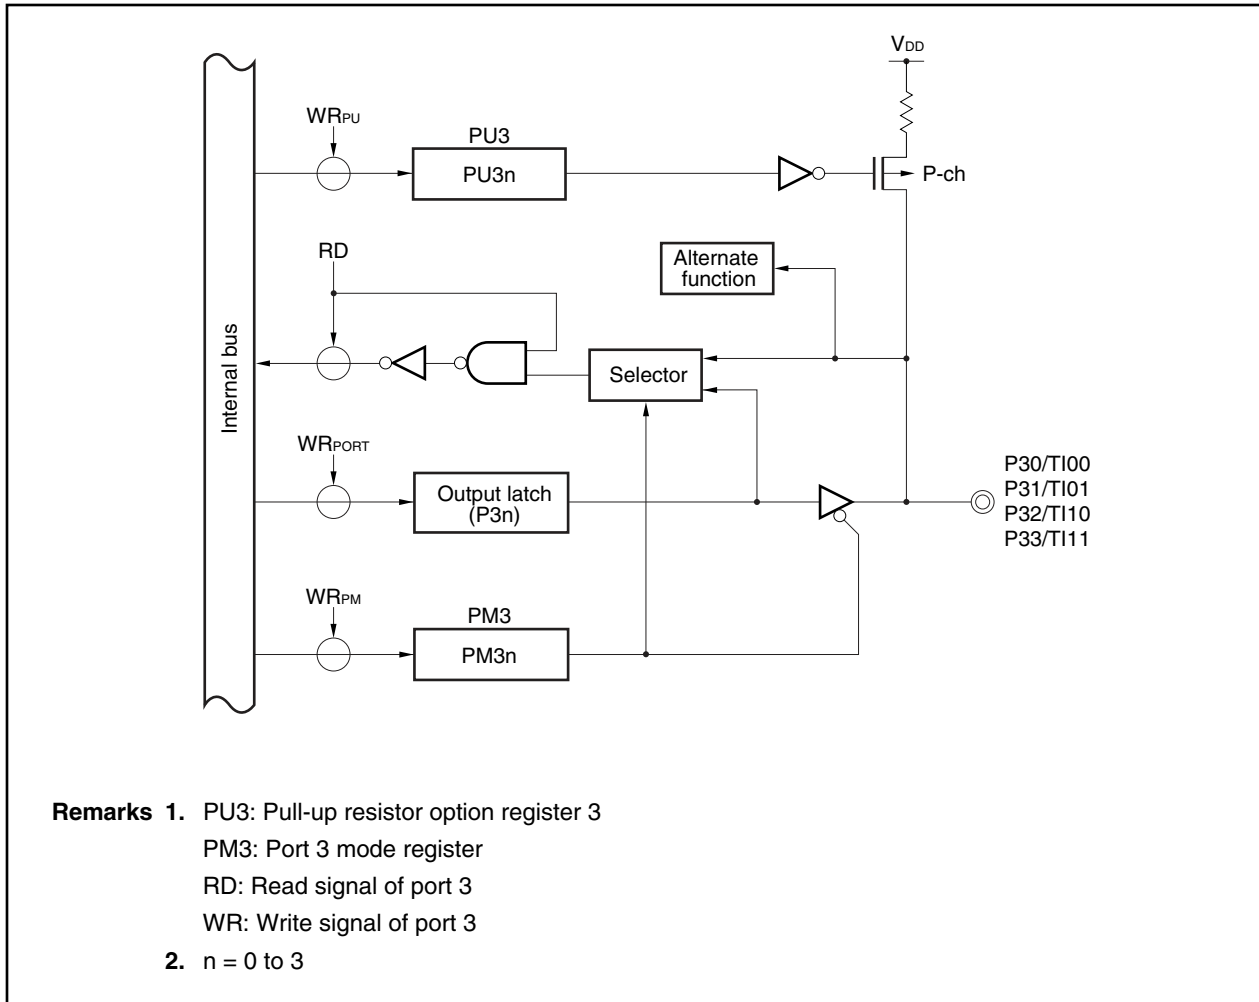 VDD
WRPU
PU3
PU3n
P-ch
RD
Alternate
function
Internal bus
Selector
WRPORT
Output latch
(P3n)
P30/TI00
P31/TI01
P32/TI10
P33/TI11
WRPM
PM3
PM3n
Remarks 1. PU3: Pull-up resistor option register 3
PM3: Port 3 mode register
RD: Read signal of port 3
WR: Write signal of port 3
2. n = 0 to 3